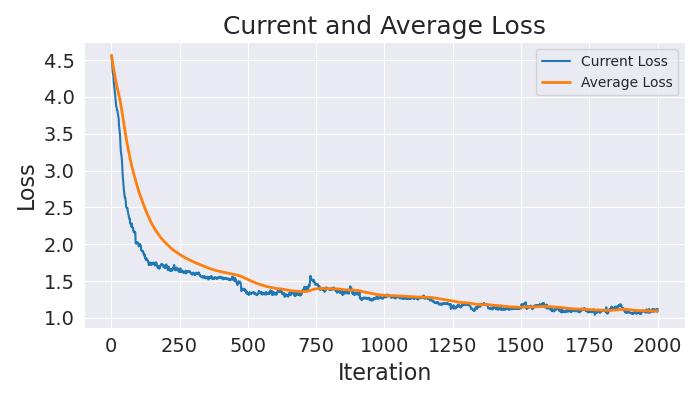 Current and Average Loss
Current Loss
Average Loss
4.5
4.0
3.5
3.0
2.5
2.0
1.5
1.0
Loss
0 250 500 750 1000 1250 1500 1750 2000
Iteration